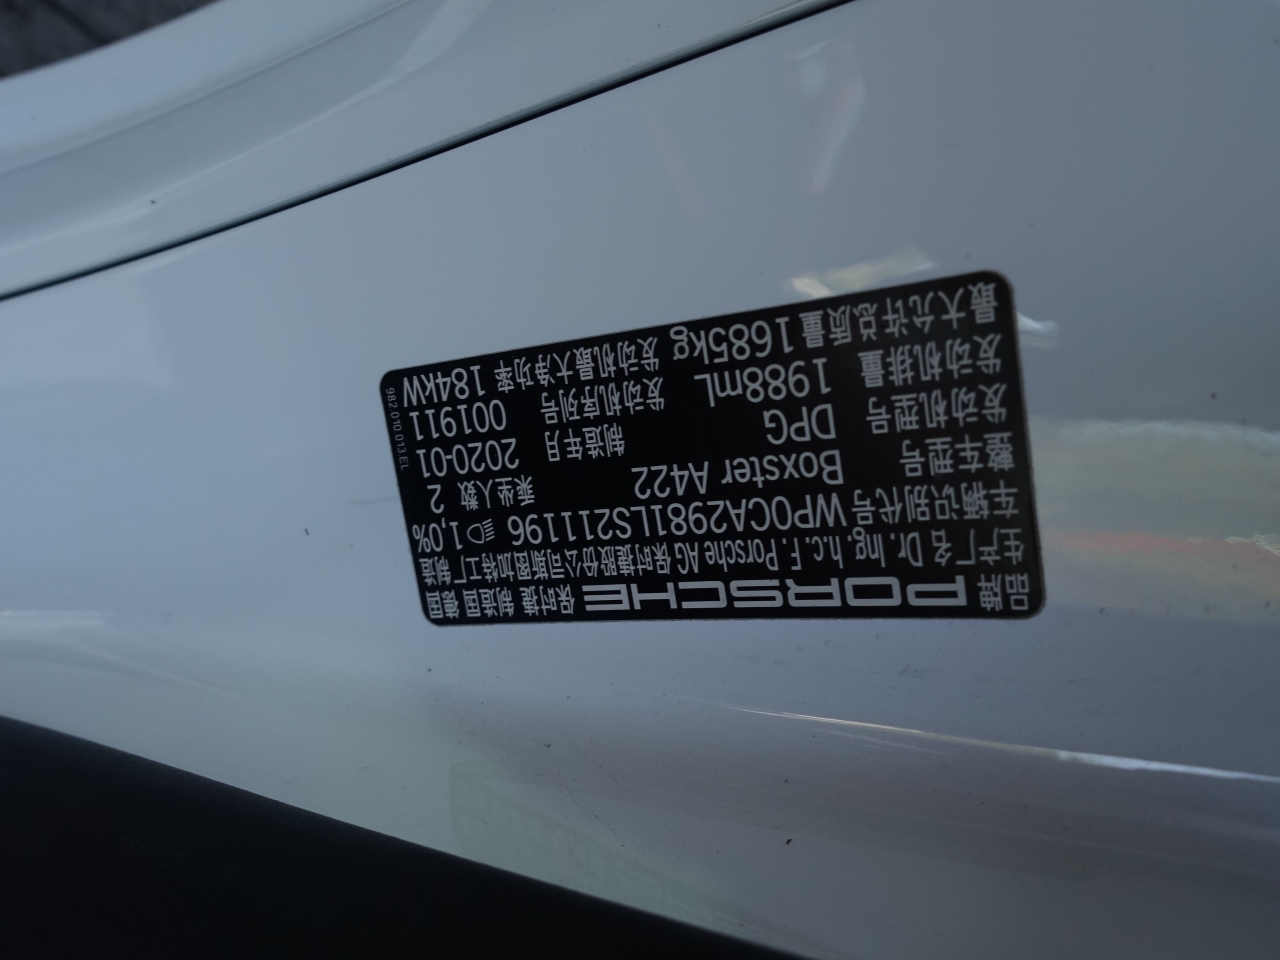 品牌 PORSCHE 保时捷 制造国 德国
生产厂名 Dr. Ing. h.c. F. Porsche AG 保时捷股份公司斯图加特工厂制造
车辆识别代号 WP0CA2981LS211196 1,0%
整车型号 Boxster A422 乘坐人数 2
发动机型号 DPG 制造年月 2020-01
发动机排量 1988mL 发动机序列号 001911
最大允许总质量 1685kg 发动机最大净功率 184kW
982.010.013.EL